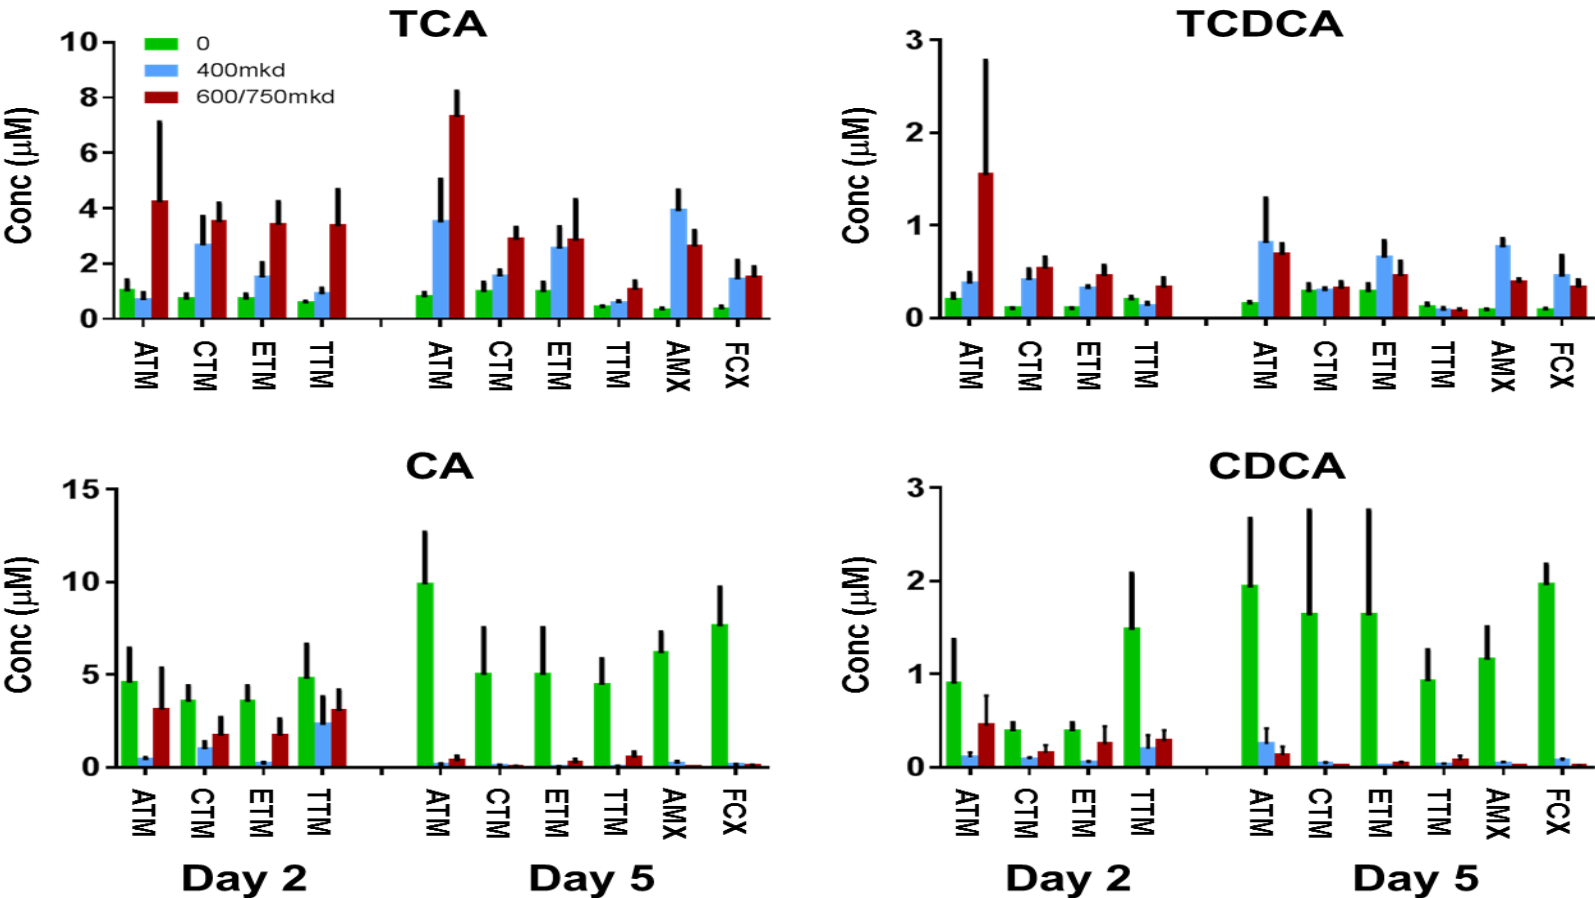 TCA
TCDCA
10
8
6
4
2
0
Conc (μM)
0
400mkd
600/750mkd
ATM CTM ETM TTM ATM CTM ETM TTM AMX FCX
3
2
1
0
Conc (μM)
ATM CTM ETM TTM ATM CTM ETM TTM AMX FCX
CA
CDCA
15
10
5
0
Conc (μM)
ATM CTM ETM TTM ATM CTM ETM TTM AMX FCX
Day 2 Day 5
3
2
1
0
Conc (μM)
ATM CTM ETM TTM ATM CTM ETM TTM AMX FCX
Day 2 Day 5